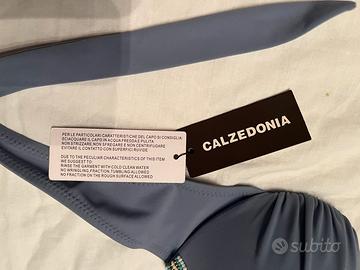 PER LE PARTICOLARI CARATTERISTICHE DEL CAPO SI CONSIGLIA
SCIACQUARE IL CAPO IN ACQUA FREDDA E PULITA
NON STRIZZARE, NON SFREGARE E NON CENTRIFUGARE
EVITARE IL CONTATTO CON SUPERFICI RUVIDE
DUE TO THE PECULIAR CHARACTERISTICS OF THIS ITEM
WE SUGGEST TO:
RINSE THE GARMENT WITH COLD CLEAN WATER
NO WRINGLING, FRACTION, TUMBLING ALLOWED
NO FRACTION ON THE ROUGH SURFACE ALLOWED
CALZEDONIA
subito